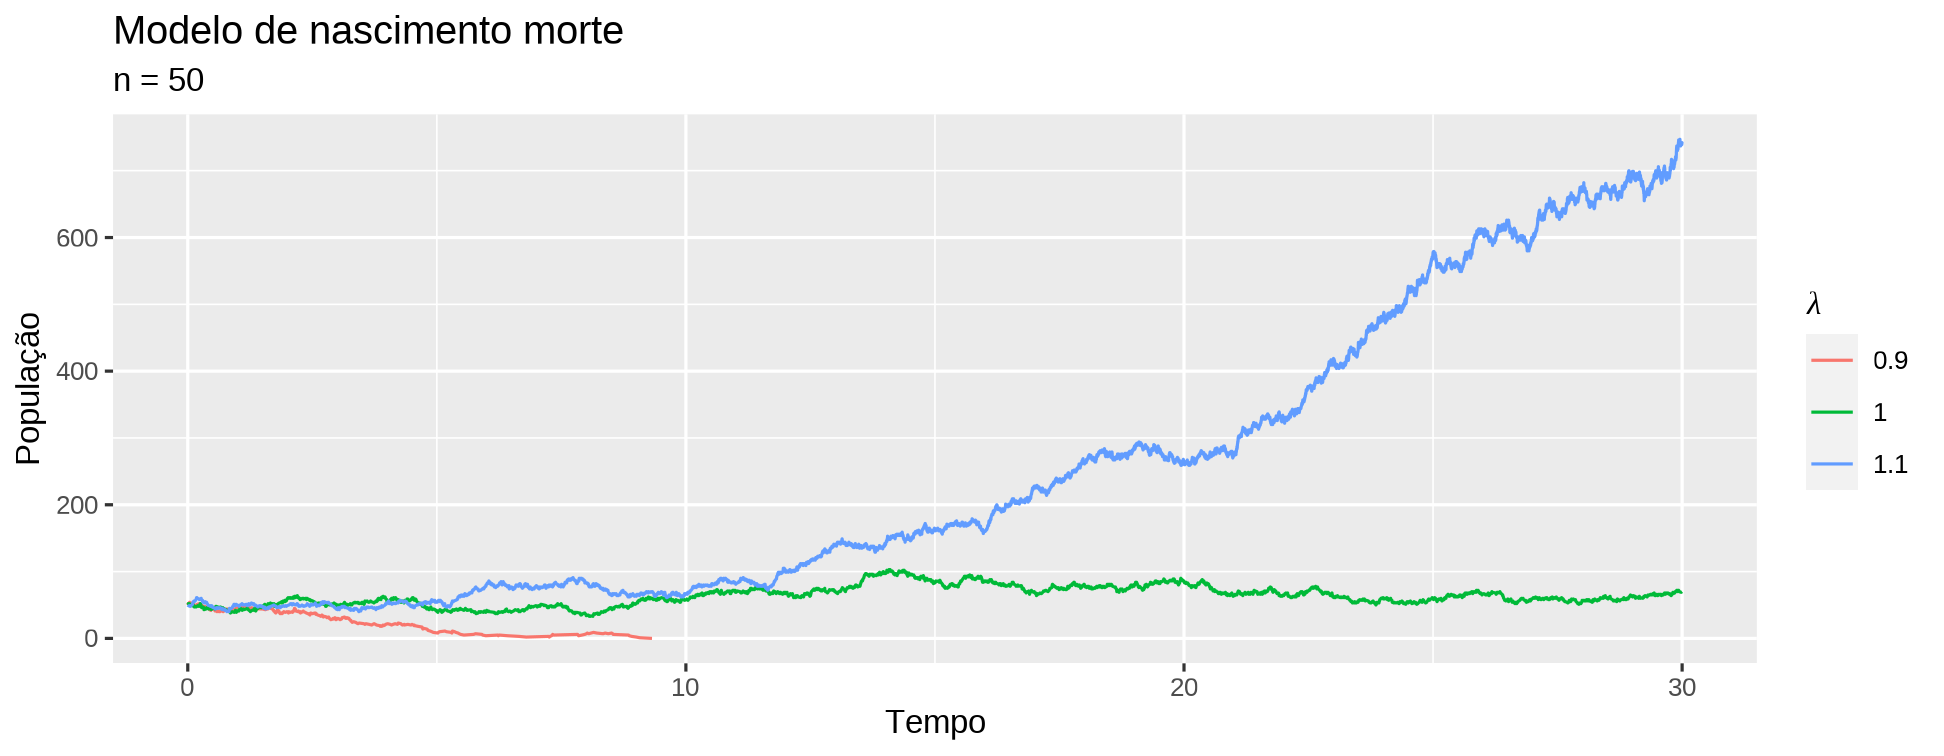 Modelo de nascimento morte
n = 50
População
600
400
200
0
0 10 20 30
Tempo
λ
0.9
1
1.1